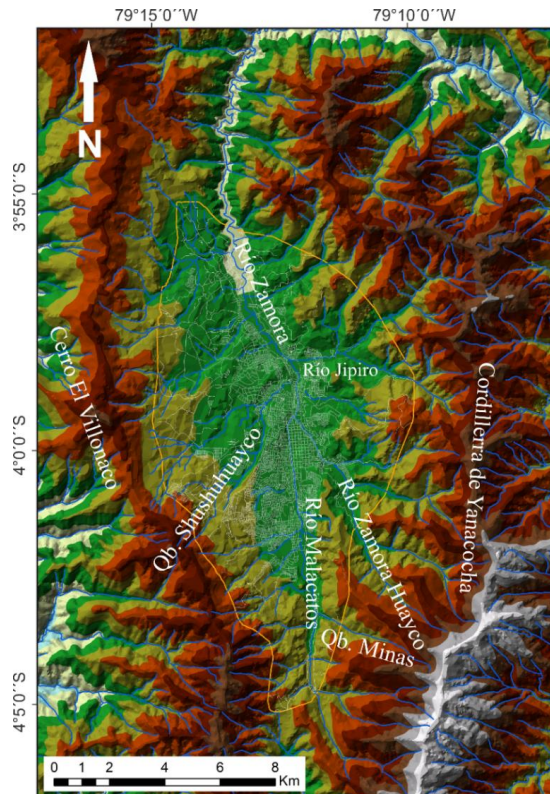 79°15´0´´W
79°10´0´´W
N
3°55´0´´S
Río Zamora
Río Jipiro
Cerro El Villonaco
Cordillerra de Yanacocha
4°0´0´´S
Qb. Shushuhuayco
Río Malacatos
Río Zamora Huayco
Qb. Minas
4°5´0´´S
0 1 2 4 6 8
Km